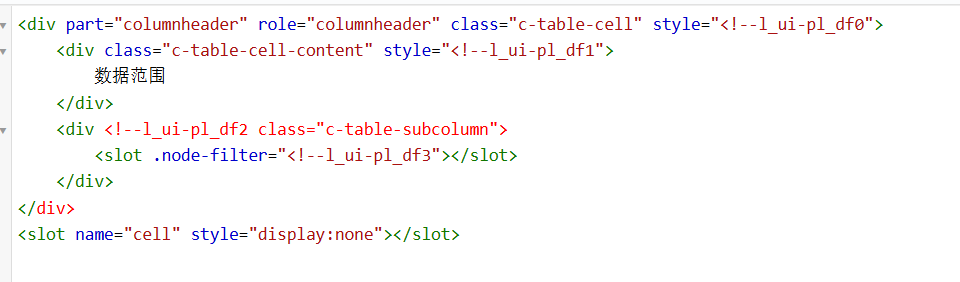 <div part="columnheader" role="columnheader" class="c-table-cell" style="<!--l_ui-pl_df0">
<div class="c-table-cell-content" style="<!--l_ui-pl_df1">
数据范围
</div>
<div <!--l_ui-pl_df2 class="c-table-subcolumn">
<slot .node-filter="<!--l_ui-pl_df3"></slot>
</div>
</div>
<slot name="cell" style="display:none"></slot>